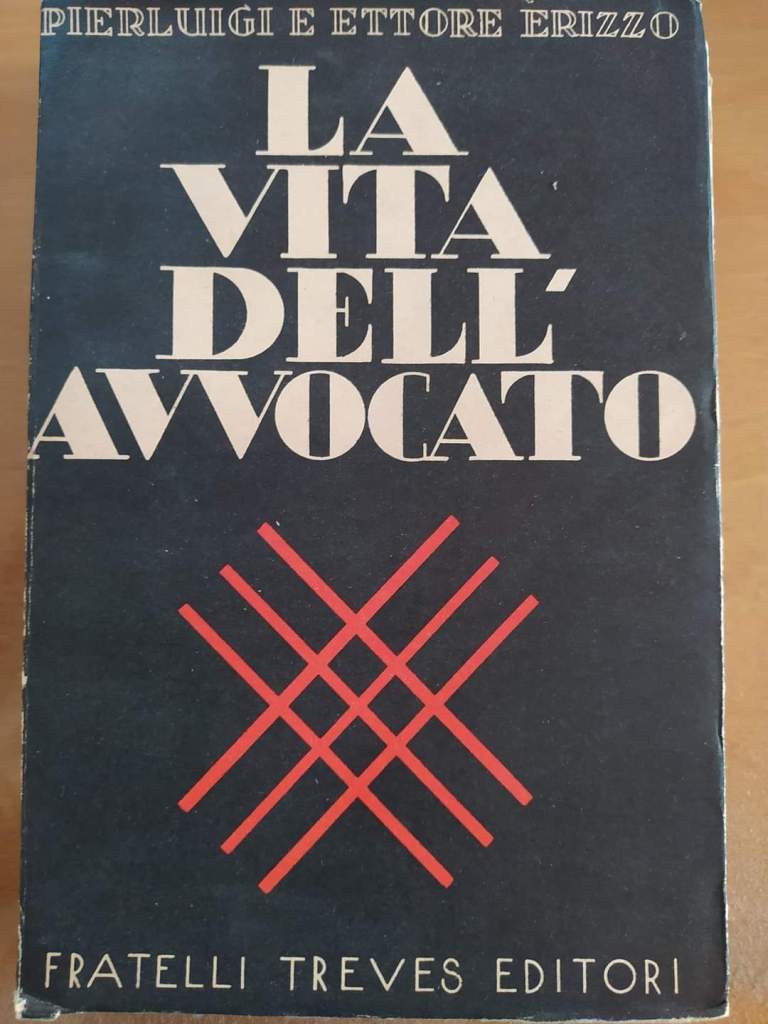 PIERLUIGI E ETTORE ERIZZO
LA
VITA
DELL'
AVVOCATO
FRATELLI TREVES EDITORI